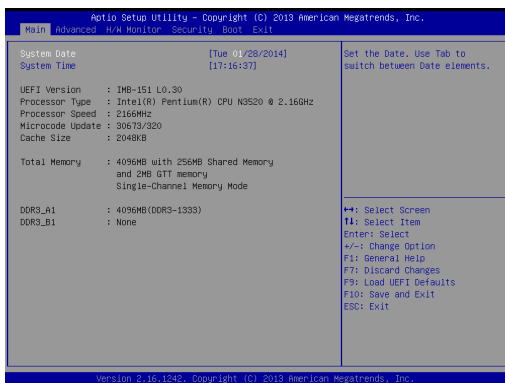 Aptio Setup Utility - Copyright (C) 2013 American Megatrends, Inc.
Main Advanced H/W Monitor Security Boot Exit
System Date [Tue 01/28/2014]
System Time [17:16:37]
UEFI Version : IMB-151 L0.30
Processor Type : Intel(R) Pentium(R) CPU N3520 @ 2.16GHz
Processor Speed : 2166MHz
Microcode Update : 30673/320
Cache Size : 2048KB
Total Memory : 4096MB with 256MB Shared Memory
and 2MB GTT memory
Single-Channel Memory Mode
DDR3_A1 : 4096MB(DDR3-1333)
DDR3_B1 : None
Set the Date. Use Tab to
switch between Date elements.
↔: Select Screen
↑↓: Select Item
Enter: Select
+/-: Change Option
F1: General Help
F7: Discard Changes
F9: Load UEFI Defaults
F10: Save and Exit
ESC: Exit
Version 2.16.1242. Copyright (C) 2013 American Megatrends, Inc.